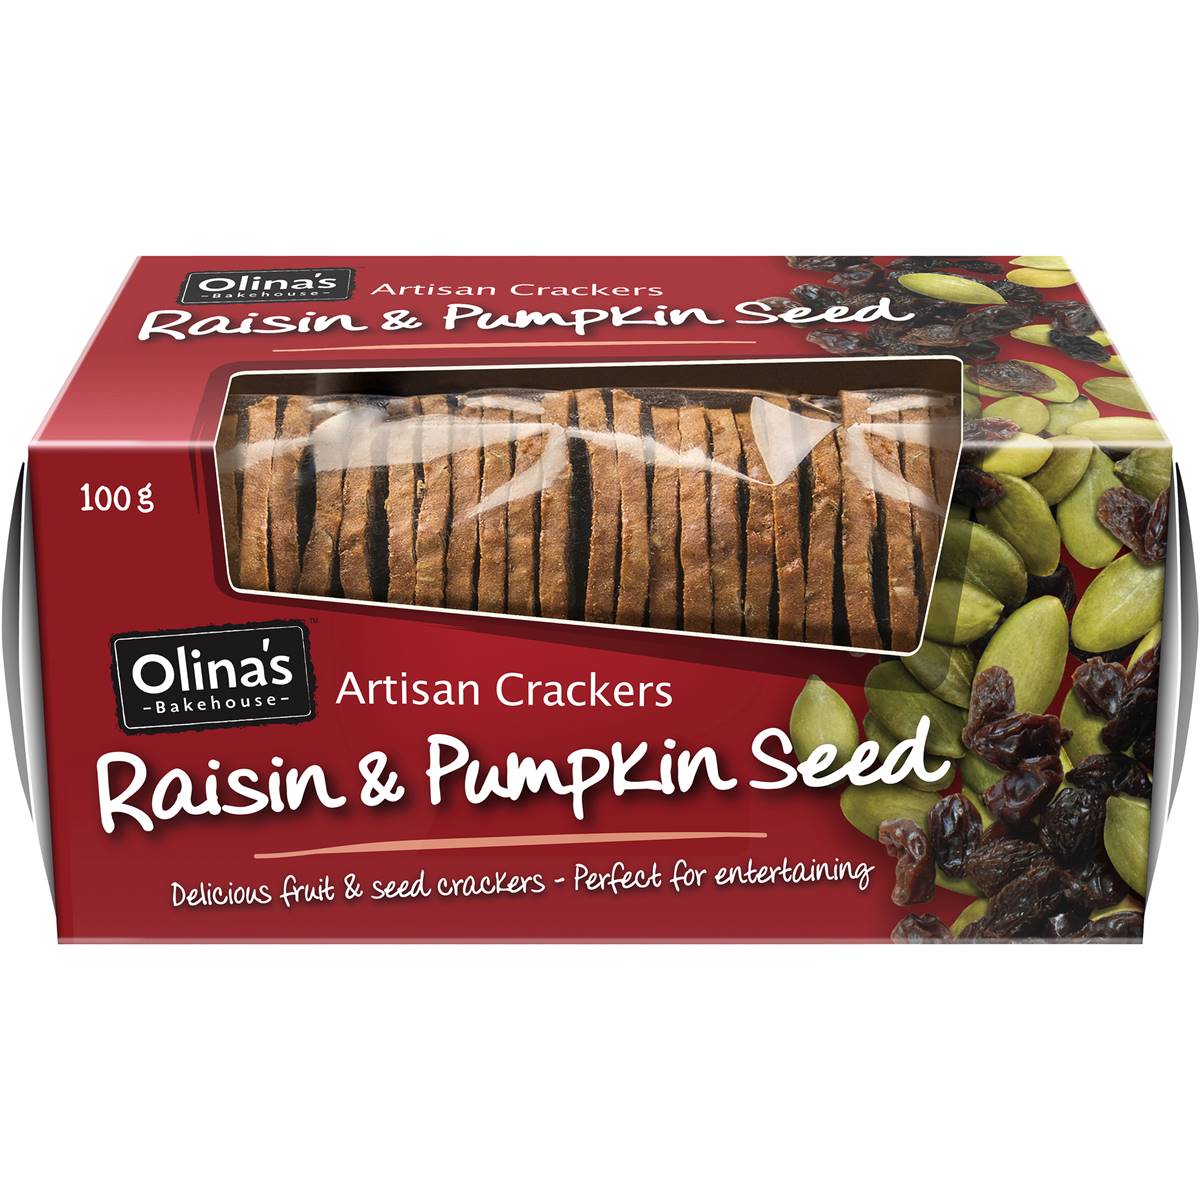 Olina's
-Bakehouse-
Artisan Crackers
Raisin & Pumpkin Seed
100g
Olina's
-Bakehouse-
TM
Artisan Crackers
Raisin & Pumpkin Seed
Delicious fruit & seed crackers - Perfect for entertaining